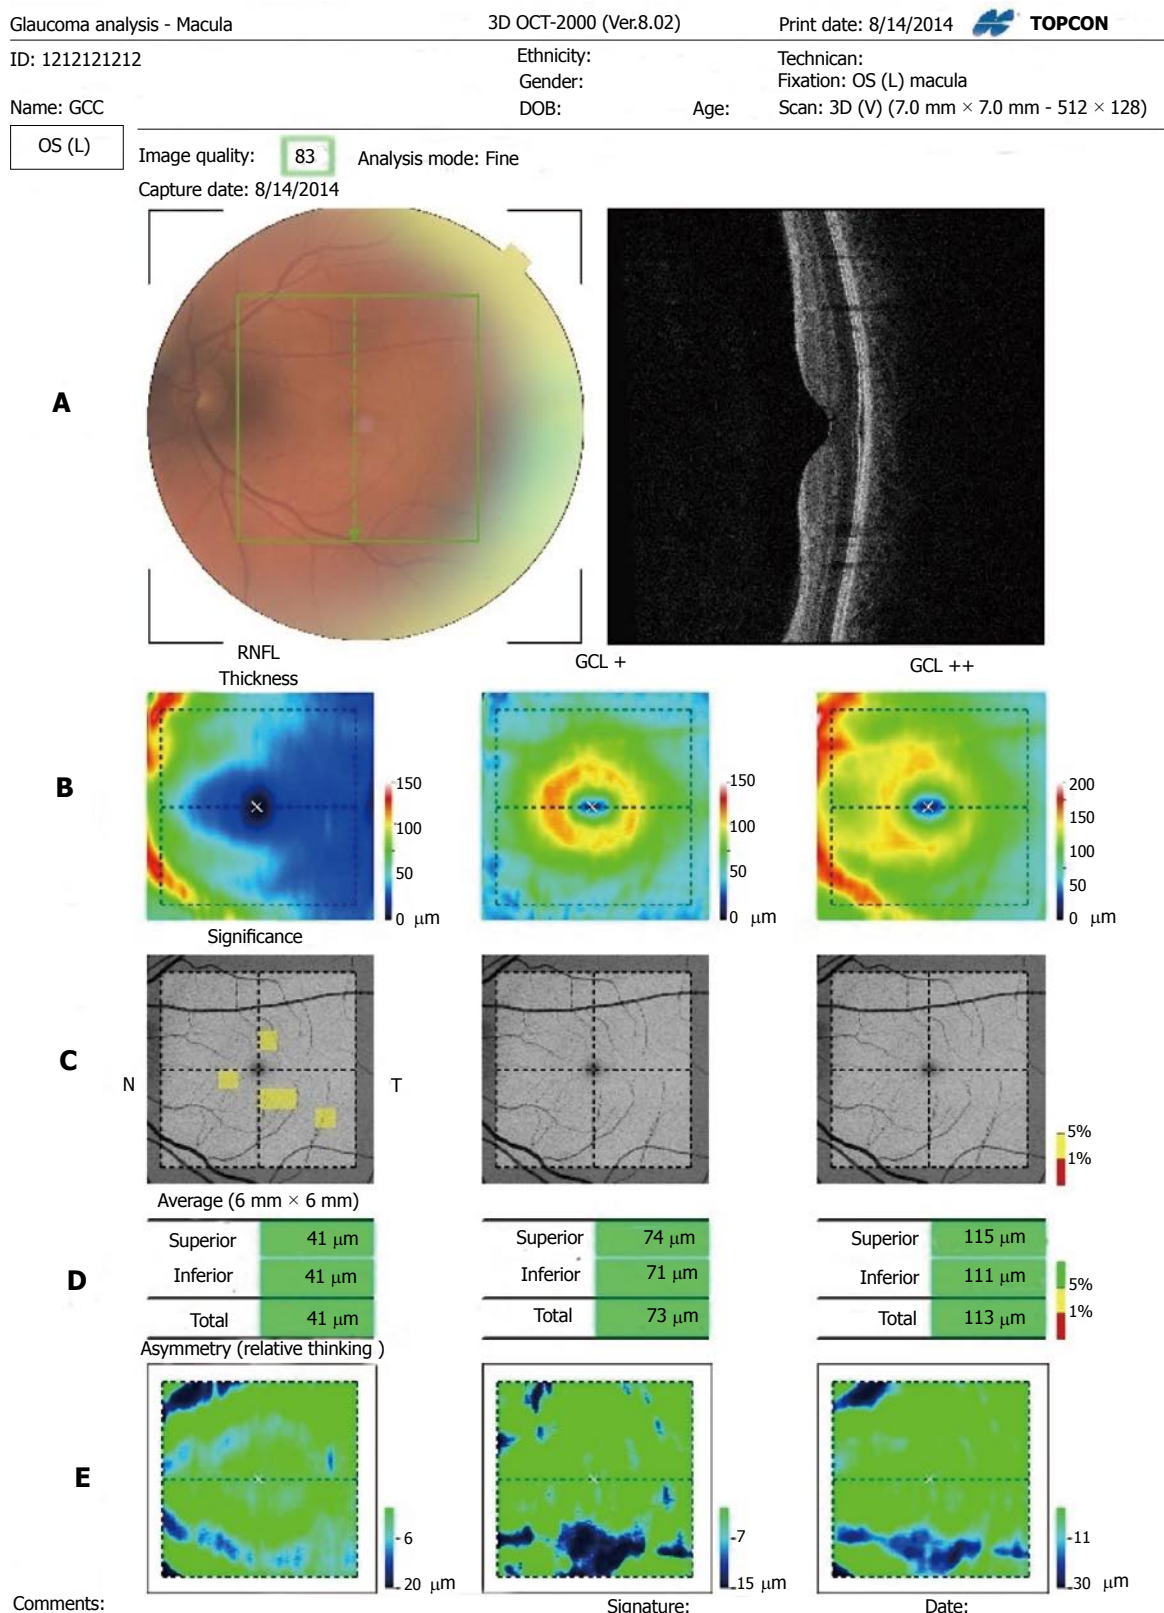 Glaucoma analysis - Macula 3D OCT-2000 (Ver.8.02) Print date: 8/14/2014 TOPCON
ID: 1212121212 Ethnicity: Technican:
Gender: Fixation: OS (L) macula
Name: GCC DOB: Age: Scan: 3D (V) (7.0 mm × 7.0 mm - 512 × 128)
OS (L)
Image quality: 83 Analysis mode: Fine
Capture date: 8/14/2014
A
RNFL GCL + GCL ++
Thickness
B
150 150 200
100 100 150
50 50 100
0 μm 0 μm 50
0 μm
Significance
C
N T
5%
1%
Average (6 mm × 6 mm)
D
Superior 41 μm Superior 74 μm Superior 115 μm
Inferior 41 μm Inferior 71 μm Inferior 111 μm
Total 41 μm Total 73 μm Total 113 μm
5%
1%
Asymmetry (relative thinking )
E
-6 -7 -11
-20 μm -15 μm -30 μm
Comments: Signature: Date: